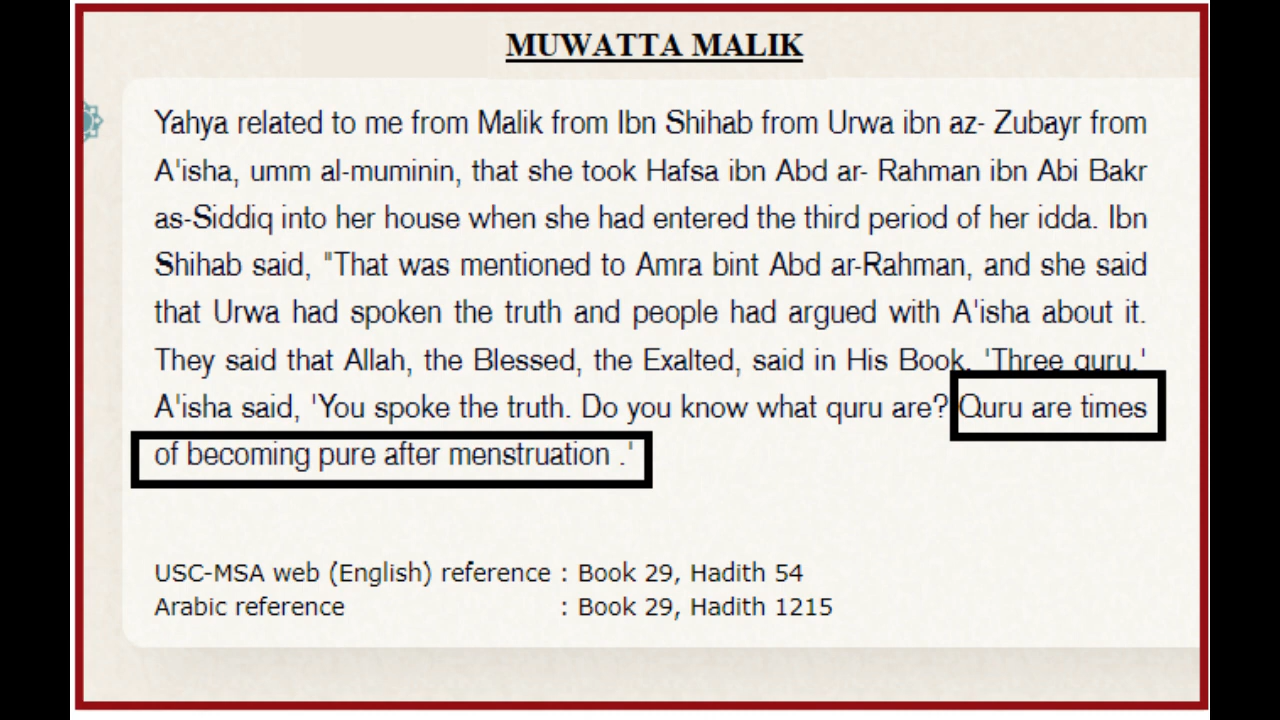 MUWATTA MALIK
Yahya related to me from Malik from Ibn Shihab from Urwa ibn az- Zubayr from
A'isha, umm al-muminin, that she took Hafsa ibn Abd ar- Rahman ibn Abi Bakr
as-Siddiq into her house when she had entered the third period of her idda. Ibn
Shihab said, "That was mentioned to Amra bint Abd ar-Rahman, and she said
that Urwa had spoken the truth and people had argued with A'isha about it.
They said that Allah, the Blessed, the Exalted, said in His Book, 'Three quru.'
A'isha said, 'You spoke the truth. Do you know what quru are? Quru are times
of becoming pure after menstruation .'
USC-MSA web (English) reference : Book 29, Hadith 54
Arabic reference : Book 29, Hadith 1215